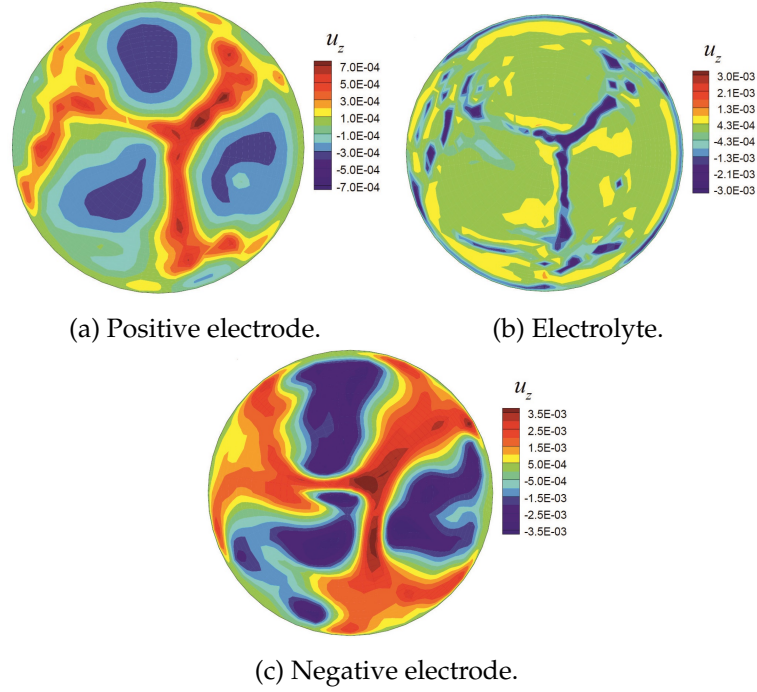 u_z
7.0E-04
5.0E-04
3.0E-04
1.0E-04
-1.0E-04
-3.0E-04
-5.0E-04
-7.0E-04
u_z
3.0E-03
2.1E-03
1.3E-03
4.3E-04
-4.3E-04
-1.3E-03
-2.1E-03
-3.0E-03
(a) Positive electrode.
(b) Electrolyte.
u_z
3.5E-03
2.5E-03
1.5E-03
5.0E-04
-5.0E-04
-1.5E-03
-2.5E-03
-3.5E-03
(c) Negative electrode.